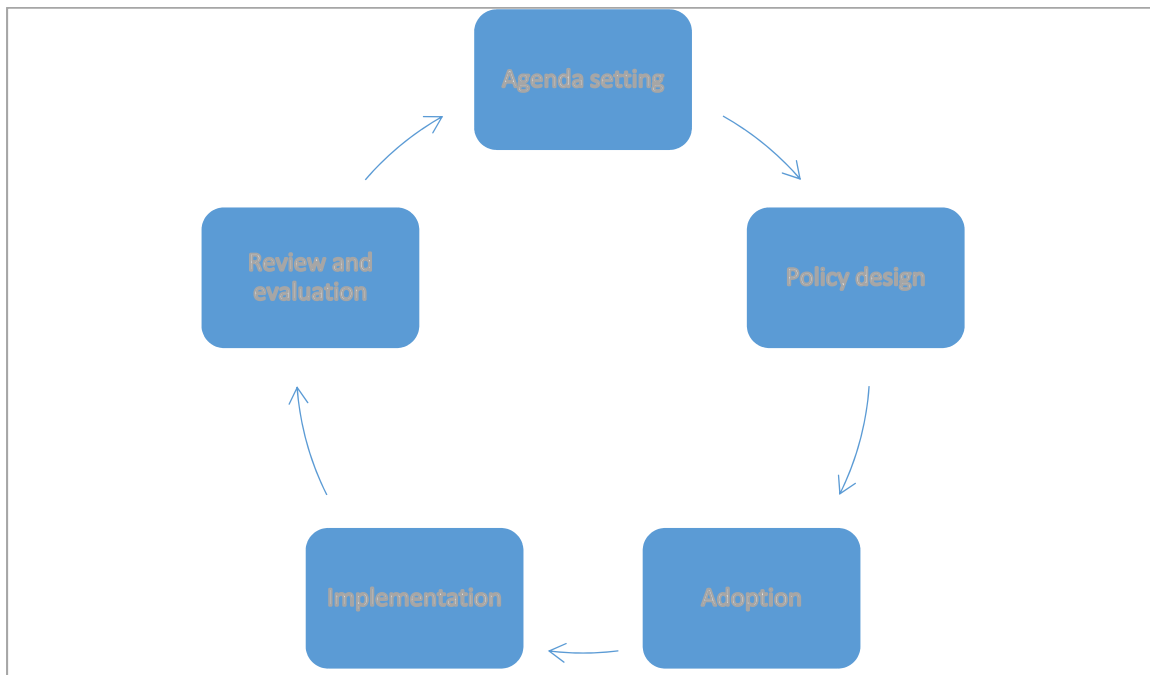 Agenda setting
Policy design
Adoption
Implementation
Review and
evaluation